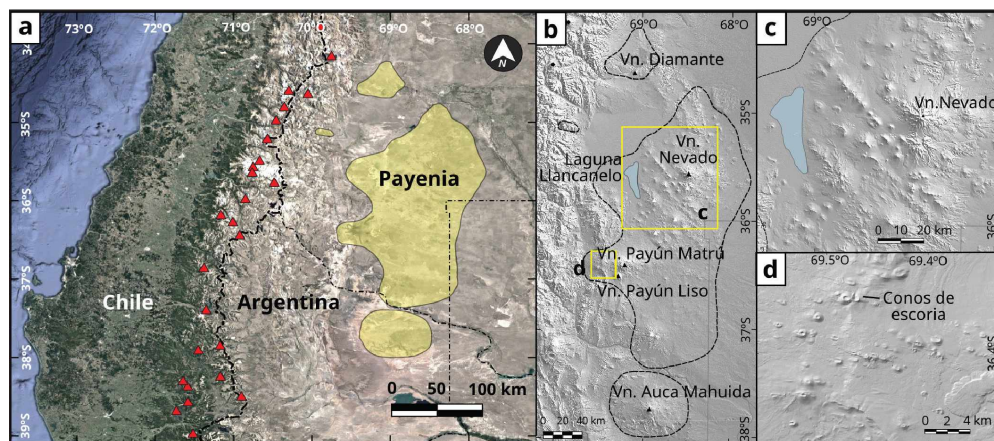 a
73°O
72°O
71°O
70°O
69°O
68°O
N
35°S
36°S
37°S
38°S
39°S
Payenia
Chile
Argentina
0 50 100 km
b
69°O
68°O
Vn. Diamante
35°S
Vn.
Nevado
Laguna
Llancanelo
c
36°S
Vn. Payún Matrú
d
Vn. Payún Liso
37°S
Vn. Auca Mahuida
0 20 40 km
38°S
c
69°O
Vn.Nevado
36°S
0 10 20 km
d
69.5°O
69.4°O
Conos de
escoria
36.4°S
0 2 4 km